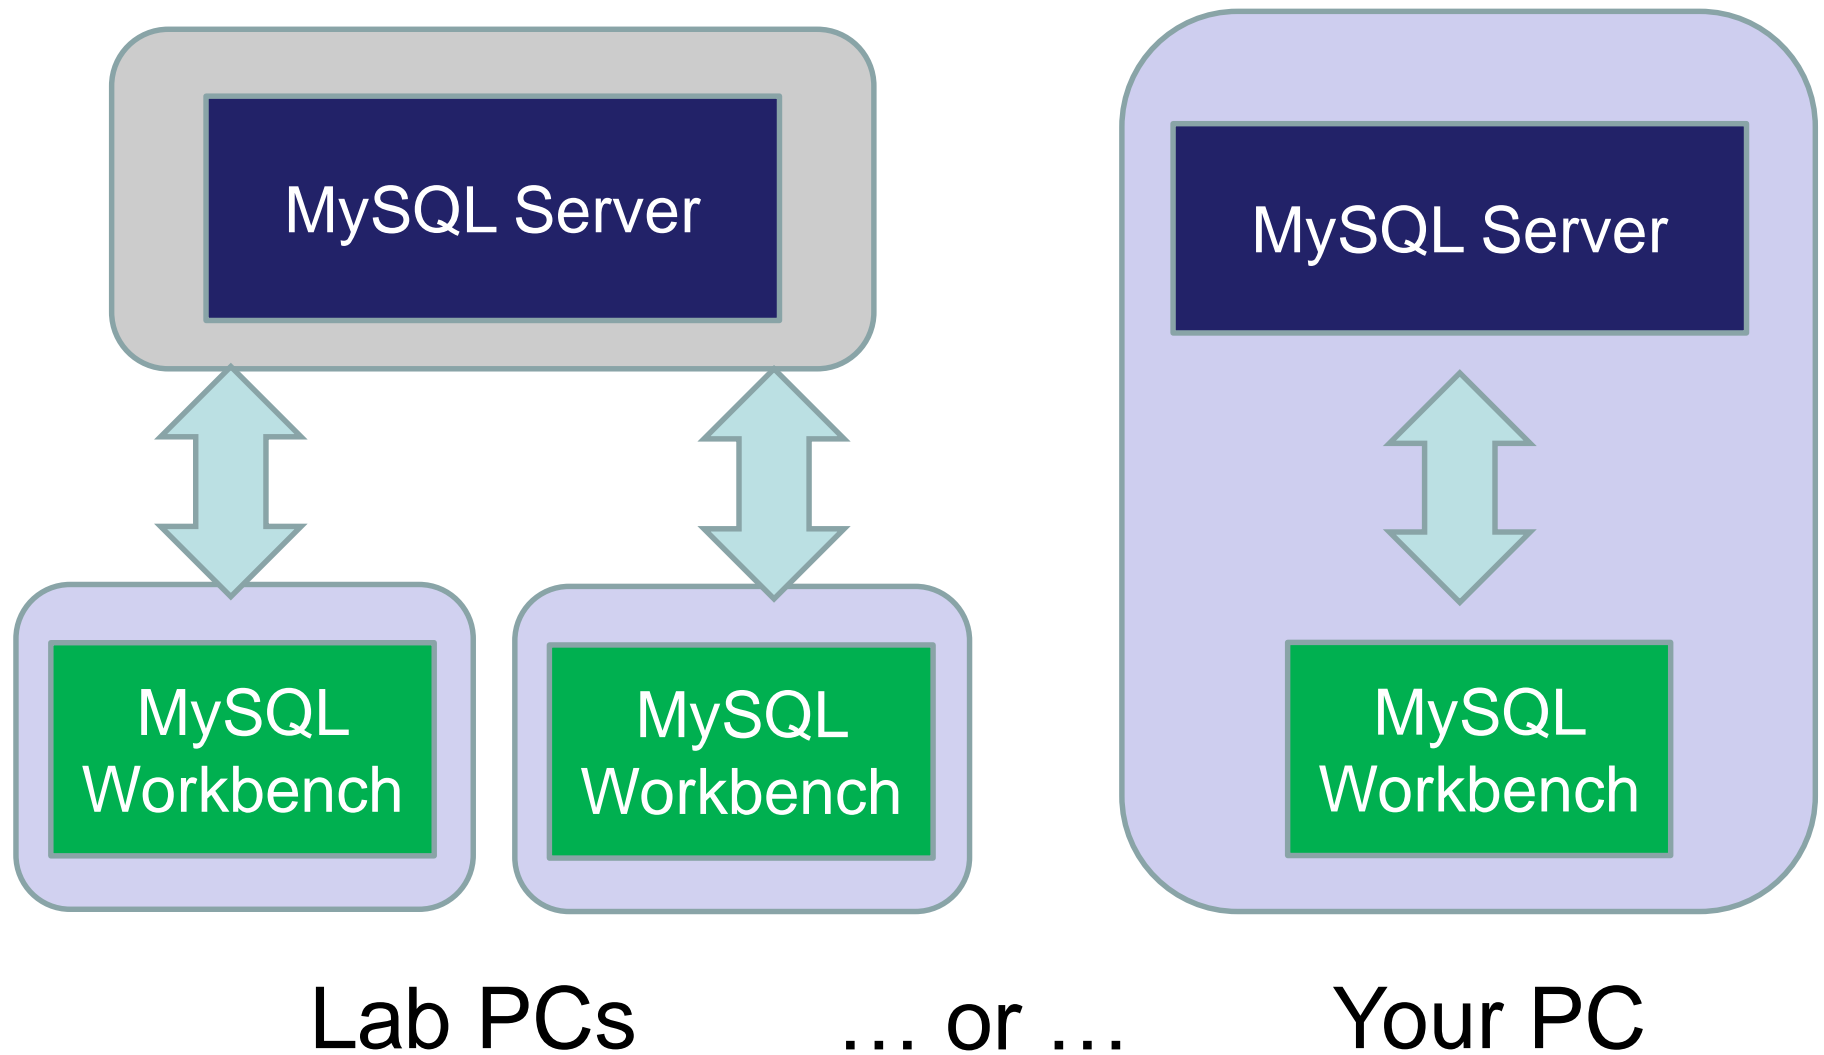 MySQL Server
MySQL Server
MySQL
Workbench
MySQL
Workbench
MySQL
Workbench
Lab PCs
... or ...
Your PC